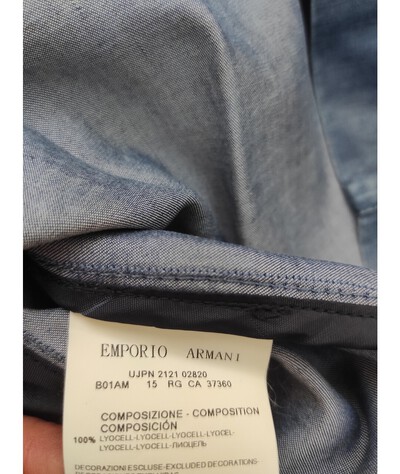 EMPORIO ARMANI
UJPN 2121 02820
B01AM 15 RG CA 37360
COMPOSIZIONE - COMPOSITION
COMPOSICIÓN
100% LYOCELL-LYOCELL-LYOCELL-LYOCEL-
LYOCELL-LYOCELL-ЛИОЦЕЛЬ
DECORAZIONI ESCLUSE-EXCLUDED DECORATIONS